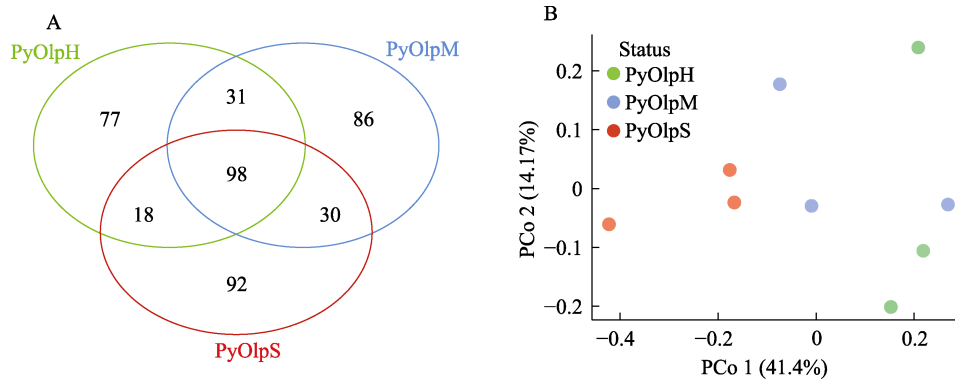 A
PyOlpH
PyOlpM
31
77
86
98
18
30
92
PyOlpS
B
Status
PyOlpH
PyOlpM
PyOlpS
PCo 2 (14.17%)
0.2
0.1
0
−0.1
−0.2
−0.4
−0.2
0
0.2
PCo 1 (41.4%)